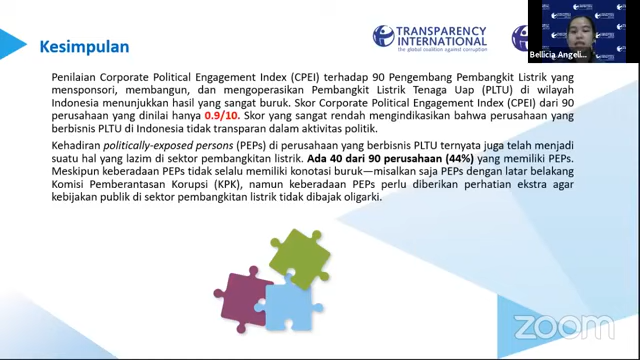 Kesimpulan
TRANSPARENCY
INTERNATIONAL
the global coalition against corruption
Penilaian Corporate Political Engagement Index (CPEI) terhadap 90 Pengembang Pembangkit Listrik yang
mensponsori, membangun, dan mengoperasikan Pembangkit Listrik Tenaga Uap (PLTU) di wilayah
Indonesia menunjukkan hasil yang sangat buruk. Skor Corporate Political Engagement Index (CPEI) dari 90
perusahaan yang dinilai hanya 0.9/10. Skor yang sangat rendah mengindikasikan bahwa perusahaan yang
berbisnis PLTU di Indonesia tidak transparan dalam aktivitas politik.
Kehadiran politically-exposed persons (PEPs) di perusahaan yang berbisnis PLTU ternyata juga telah menjadi
suatu hal yang lazim di sektor pembangkitan listrik. Ada 40 dari 90 perusahaan (44%) yang memiliki PEPs.
Meskipun keberadaan PEPs tidak selalu memiliki konotasi buruk—misalkan saja PEPs dengan latar belakang
Komisi Pemberantasan Korupsi (KPK), namun keberadaan PEPs perlu diberikan perhatian ekstra agar
kebijakan publik di sektor pembangkitan listrik tidak dibajak oligarki.
Bellicia Angeli...
zoom